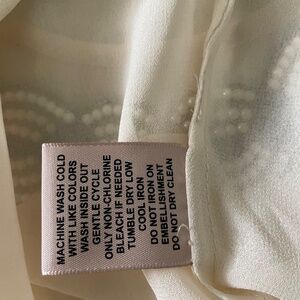 MACHINE WASH COLD
WITH LIKE COLORS
WASH INSIDE OUT
GENTLE CYCLE
ONLY NON-CHLORINE
BLEACH IF NEEDED
TUMBLE DRY LOW
COOL IRON
DO NOT IRON ON
EMBELLISHMENT
DO NOT DRY CLEAN